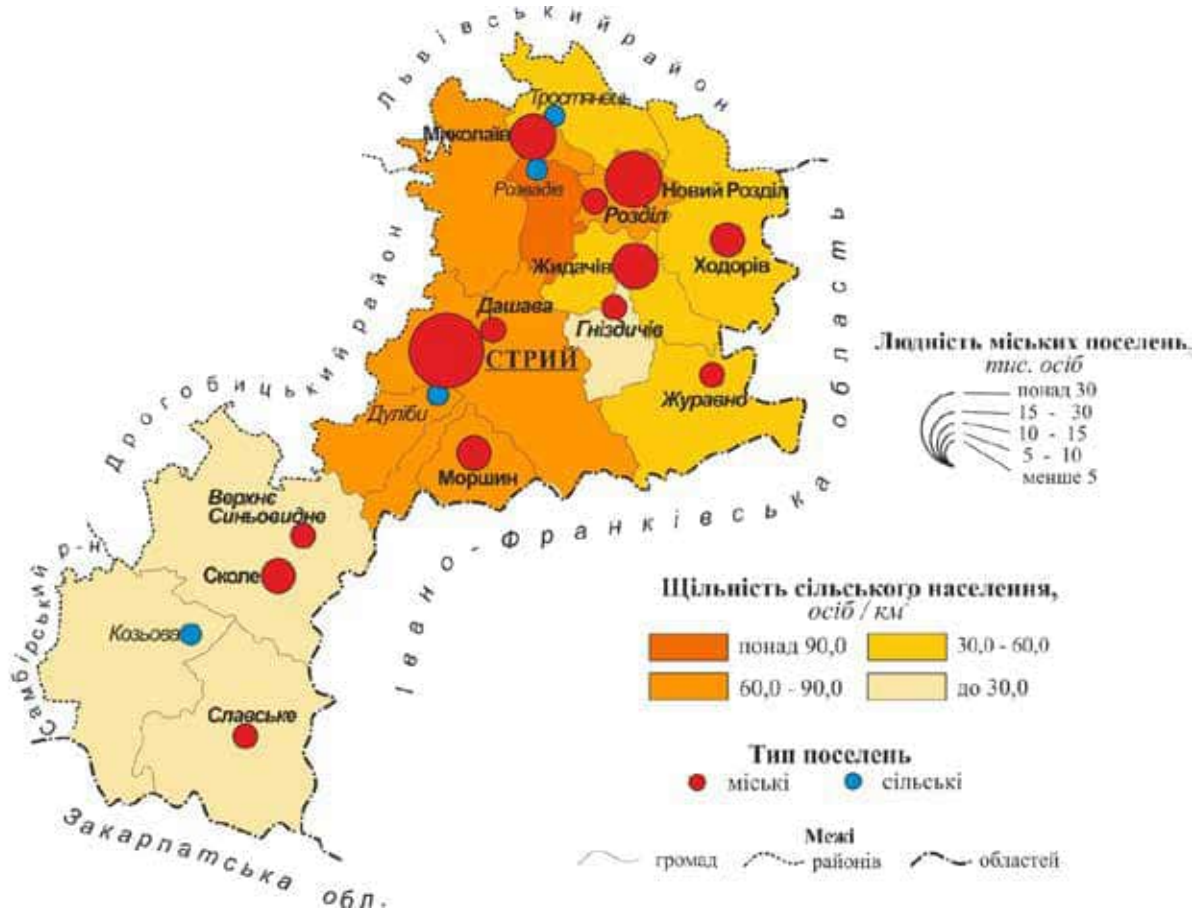 Львівський район
Тростянець
Миколаїв
Розвадів
Новий Розділ
Розділ
Ходорів
Жидачів
Дашава
Гніздичів
СТРИЙ
Журавно
Дуліби
Моршин
Дрогобицький район
Івано-Франківська область
Верхнє
Синьовидне
Сколе
Самбірський р-н
Козьова
Славське
Закарпатська обл.
Людність міських поселень,
тис. осіб
понад 30
15 - 30
10 - 15
5 - 10
менше 5
Щільність сільського населення,
осіб / км
понад 90,0
30,0 - 60,0
60,0 - 90,0
до 30,0
Тип поселень
міські
сільські
Межі
громад
районів
областей